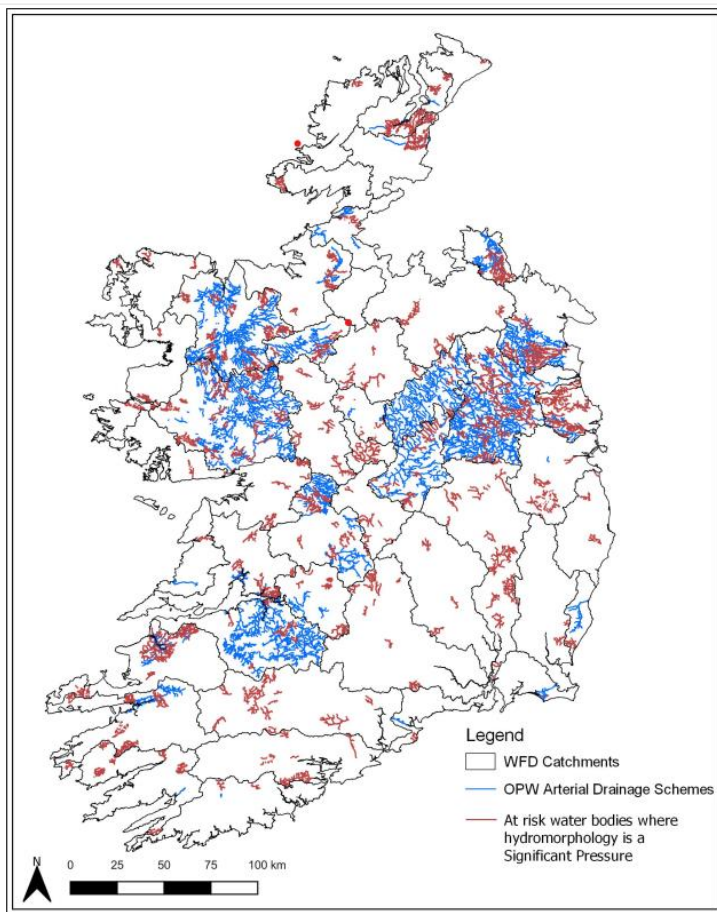 Legend
WFD Catchments
OPW Arterial Drainage Schemes
At risk water bodies where
hydromorphology is a
Significant Pressure
N
0 25 50 75 100 km